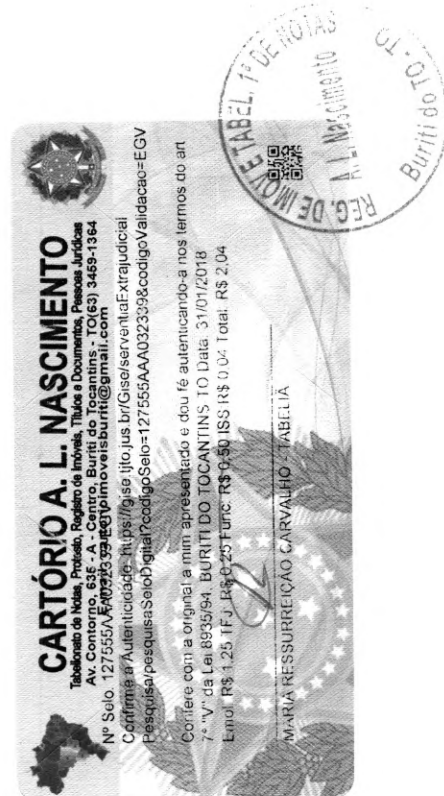 CARTÓRIO A. L. NASCIMENTO
Tabelionato de Notas, Protesto, Registro de Imóveis, Títulos e Documentos, Pessoas Jurídicas
Av. Contorno, 635 - A - Centro, Buriti do Tocantins - TO(63) 3459-1364
Nº Selo. 127555AAA032339-EGV
Confirme a Autenticidade: https://gise.tjto.jus.br/Gise/serventiaExtrajudicial
Pesquisa/pesquisaSeloDigital?codigoSelo=127555AAA032339&codigoValidacao=EGV
Confere com a original a mim apresentado e dou fé autenticando-a nos termos do art
7º "V" da Lei 8935/94. BURITI DO TOCANTINS TO Data. 31/01/2018
Emol. R$ 1,25 TFJ. R$ 0,25 Func. R$ 0,50 ISS R$ 0,04 Total. R$ 2,04
MARIA RESSURREIÇÃO CARVALHO - TABELIÃ
REG. DE IMOV E TABEL. 1º DE NOTAS
A. L. Nascimento
Buriti do TO - TO